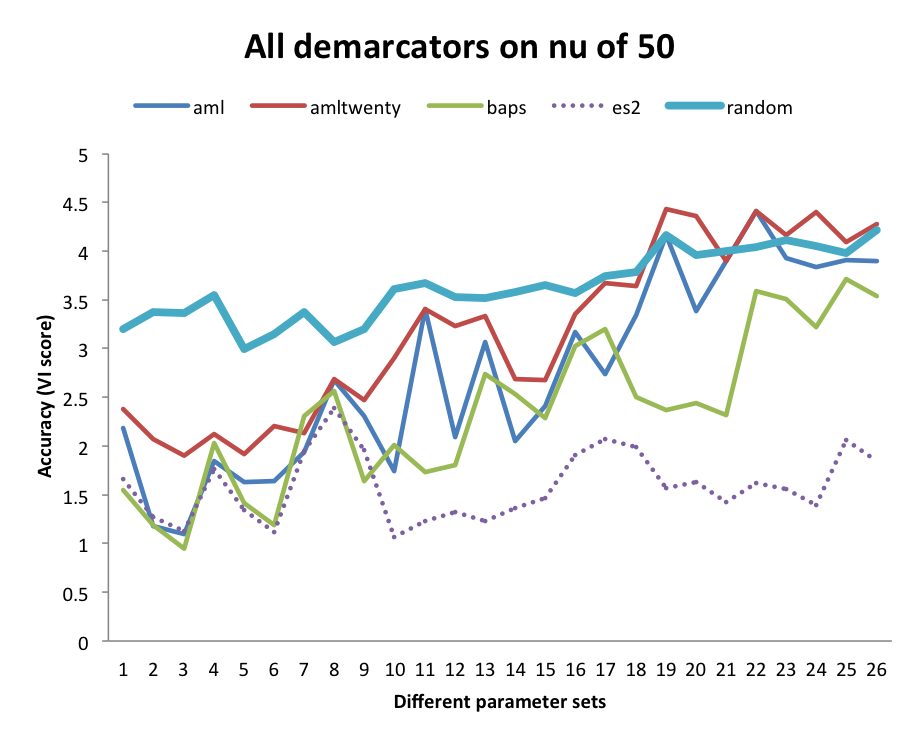 All demarcators on nu of 50
aml amltwenty baps es2 random
5
4.5
4
3.5
3
2.5
2
1.5
1
0.5
0
Accuracy (VI score)
1 2 3 4 5 6 7 8 9 10 11 12 13 14 15 16 17 18 19 20 21 22 23 24 25 26
Different parameter sets